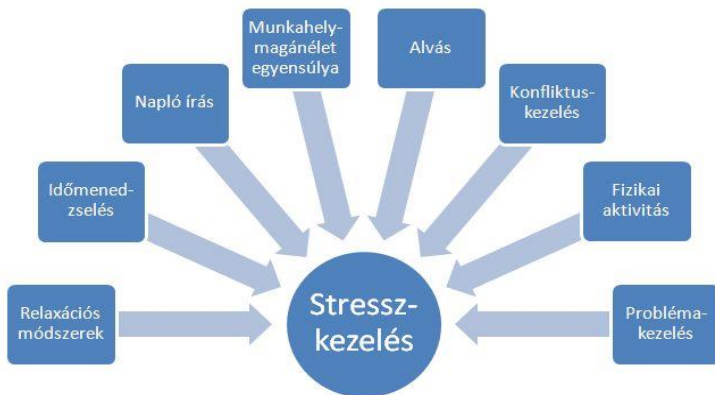 Munkahely-
magánélet
egyensúlya
Alvás
Napló írás
Konfliktus-
kezelés
Időmened-
zselés
Fizikai
aktivitás
Relaxációs
módszerek
Stressz-
kezelés
Probléma-
kezelés